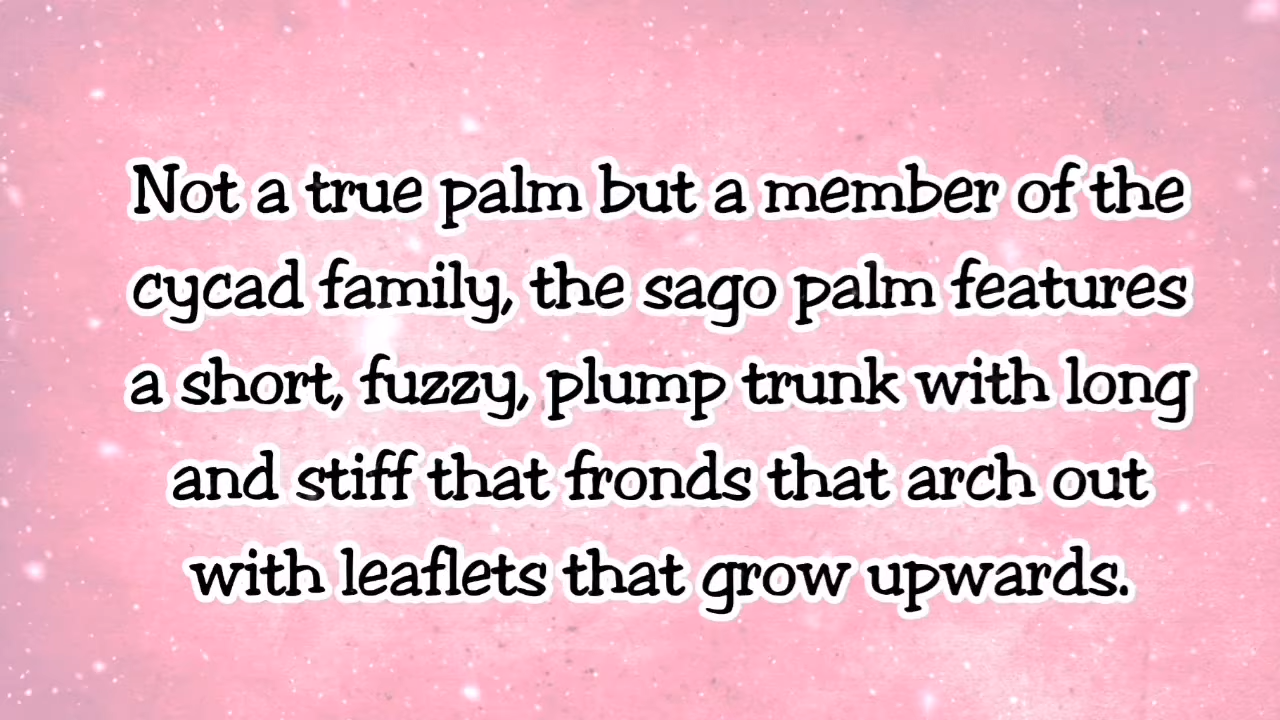 Not a true palm but a member of the
cycad family, the sago palm features
a short, fuzzy, plump trunk with long
and stiff that fronds that arch out
with leaflets that grow upwards.